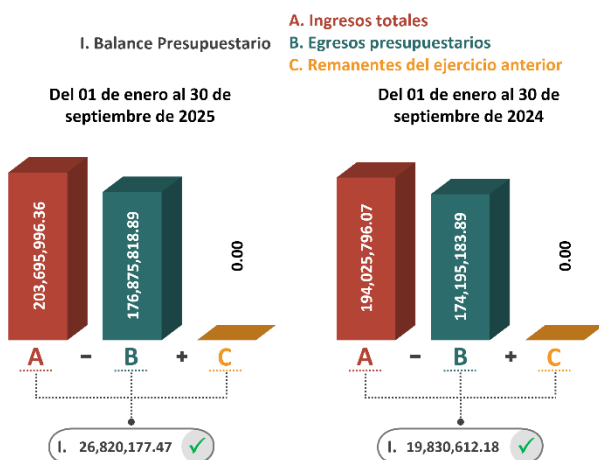 I. Balance Presupuestario
A. Ingresos totales
B. Egresos presupuestarios
C. Remanentes del ejercicio anterior
Del 01 de enero al 30 de
septiembre de 2025
203,695,996.36
176,875,818.89
0.00
A - B + C
I. 26,820,177.47
Del 01 de enero al 30 de
septiembre de 2024
194,025,796.07
174,195,183.89
0.00
A - B + C
I. 19,830,612.18